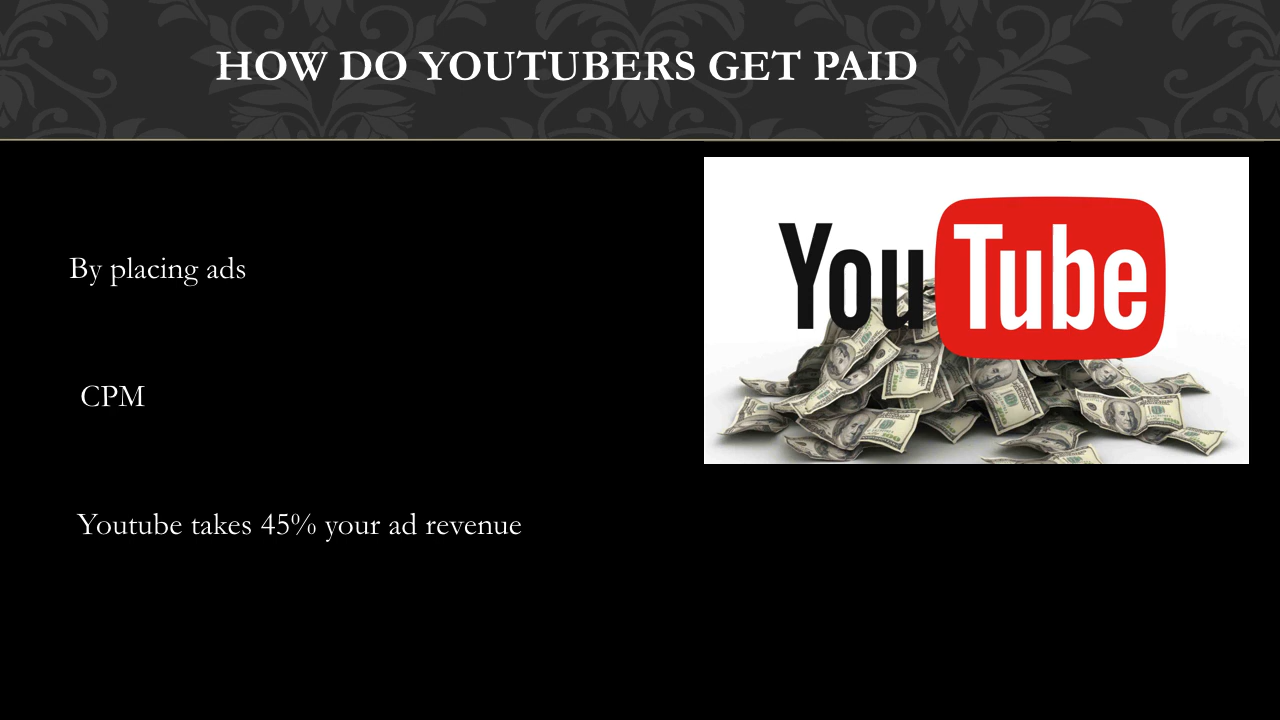 HOW DO YOUTUBERS GET PAID
By placing ads
CPM
Youtube takes 45% your ad revenue
YouTube